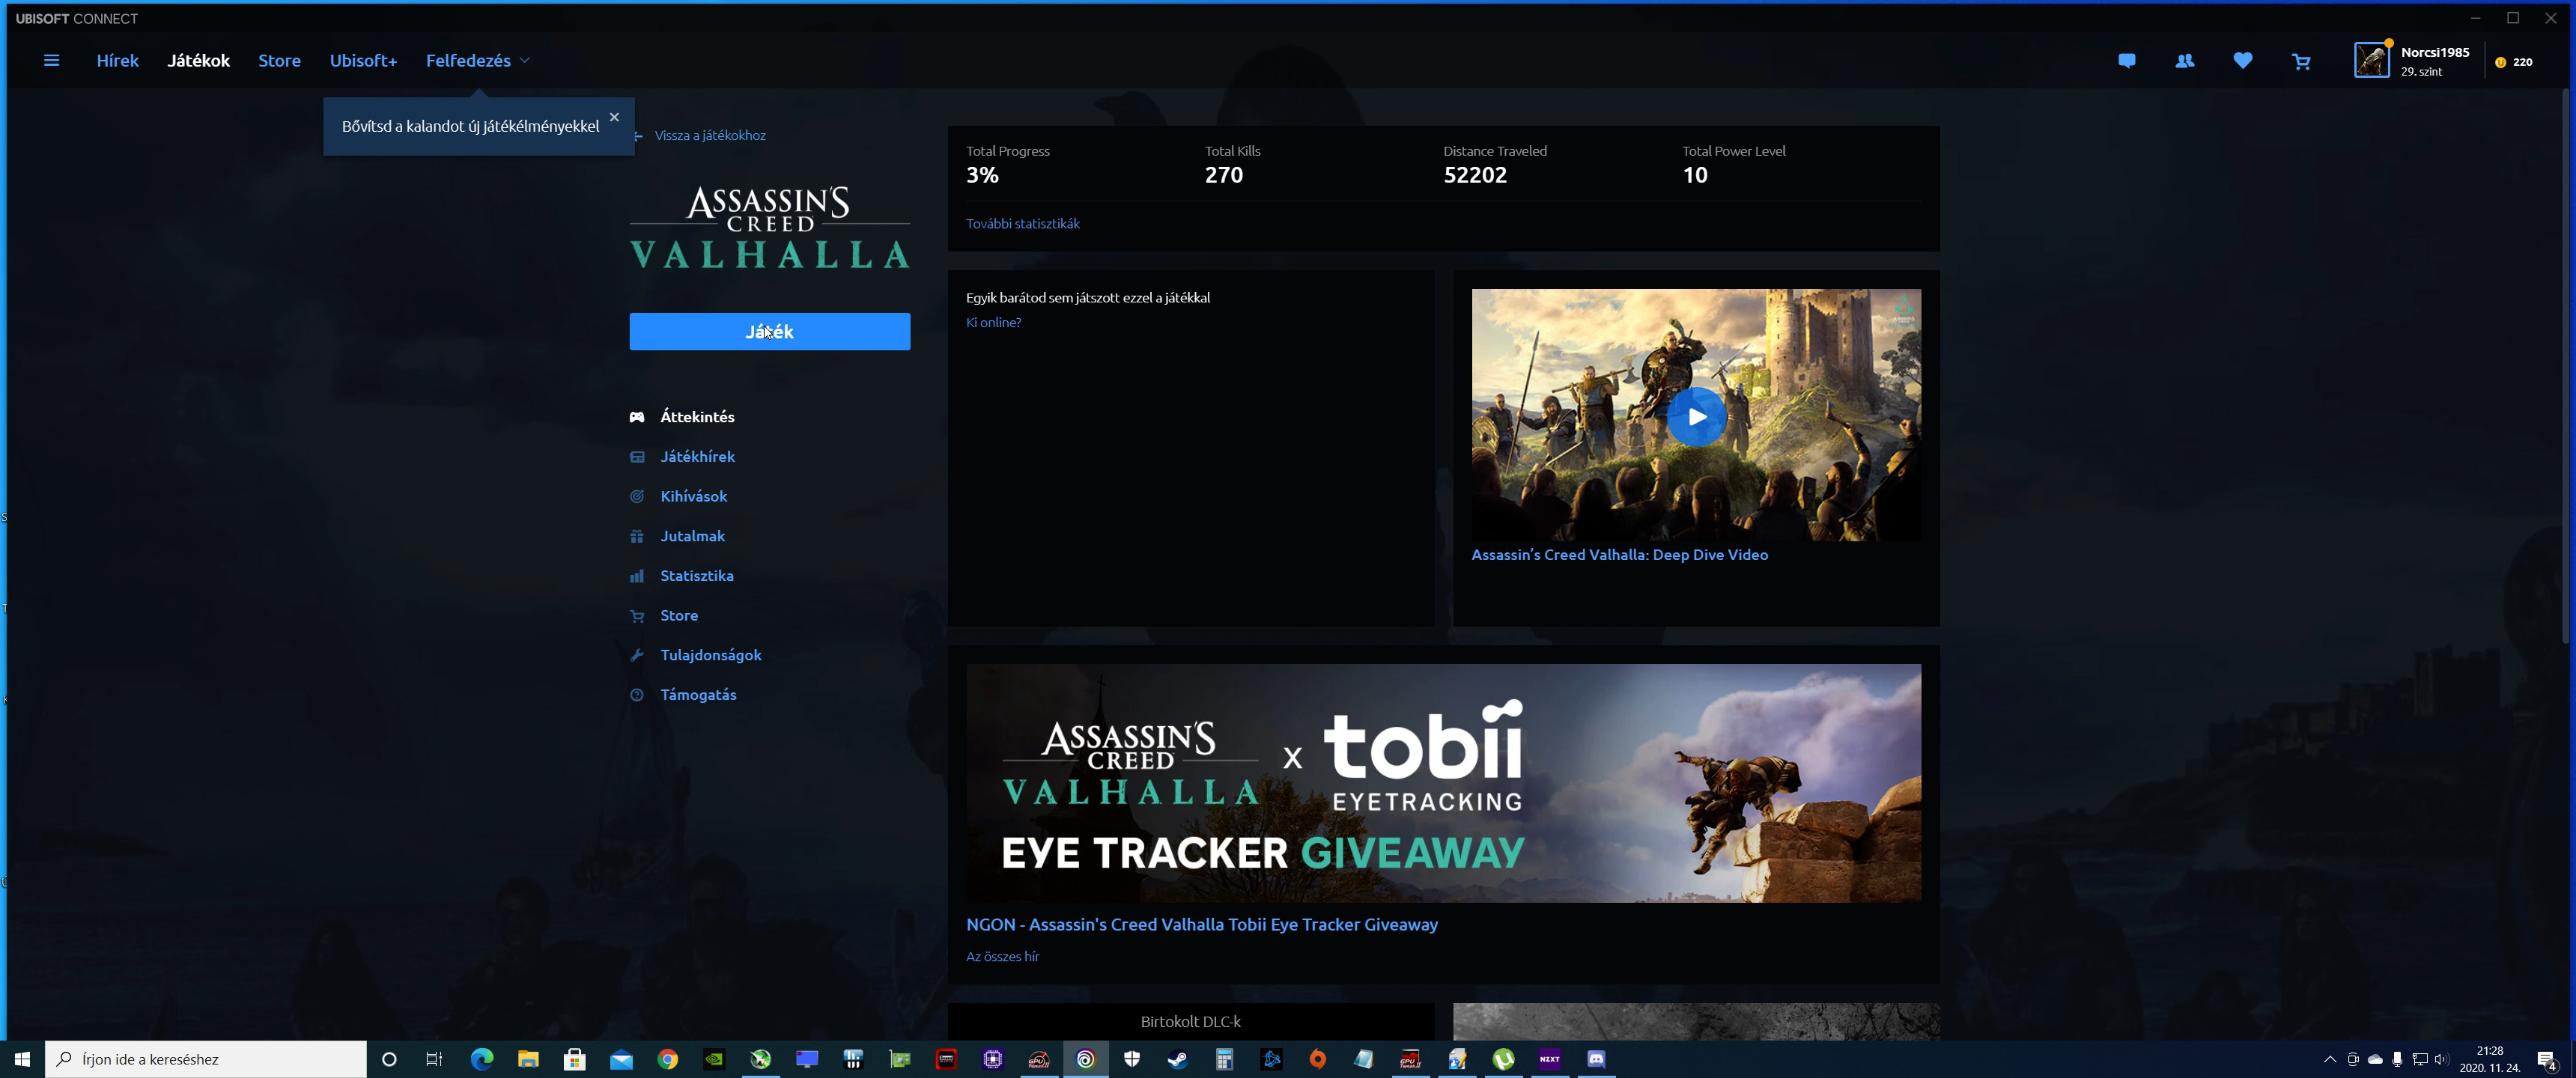 UBISOFT CONNECT
Hírek
Játékok
Store
Ubisoft+
Felfedezés
Norcsi1985
29. szint
220
Bővítsd a kalandot új játékélményekkel
Vissza a játékokhoz
ASSASSIN'S
CREED
VALHALLA
Játék
Áttekintés
Játékhírek
Kihívások
Jutalmak
Statisztika
Store
Tulajdonságok
Támogatás
Total Progress
3%
Total Kills
270
Distance Traveled
52202
Total Power Level
10
További statisztikák
Egyik barátod sem játszott ezzel a játékkal
Ki online?
Assassin’s Creed Valhalla: Deep Dive Video
ASSASSIN'S
CREED
VALHALLA
x
tobii
EYETRACKING
EYE TRACKER GIVEAWAY
NGON - Assassin's Creed Valhalla Tobii Eye Tracker Giveaway
Az összes hír
Birtokolt DLC-k
Írjon ide a kereséshez
NZXT
21:28
2020. 11. 24.
4